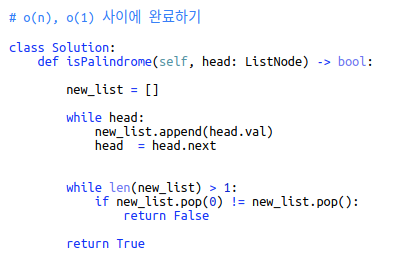 # o(n), o(1) 사이에 완료하기
class Solution:
    def isPalindrome(self, head: ListNode) -> bool:
        new_list = []
        while head:
            new_list.append(head.val)
            head  = head.next
        while len(new_list) > 1:
            if new_list.pop(0) != new_list.pop():
                return False
        return True